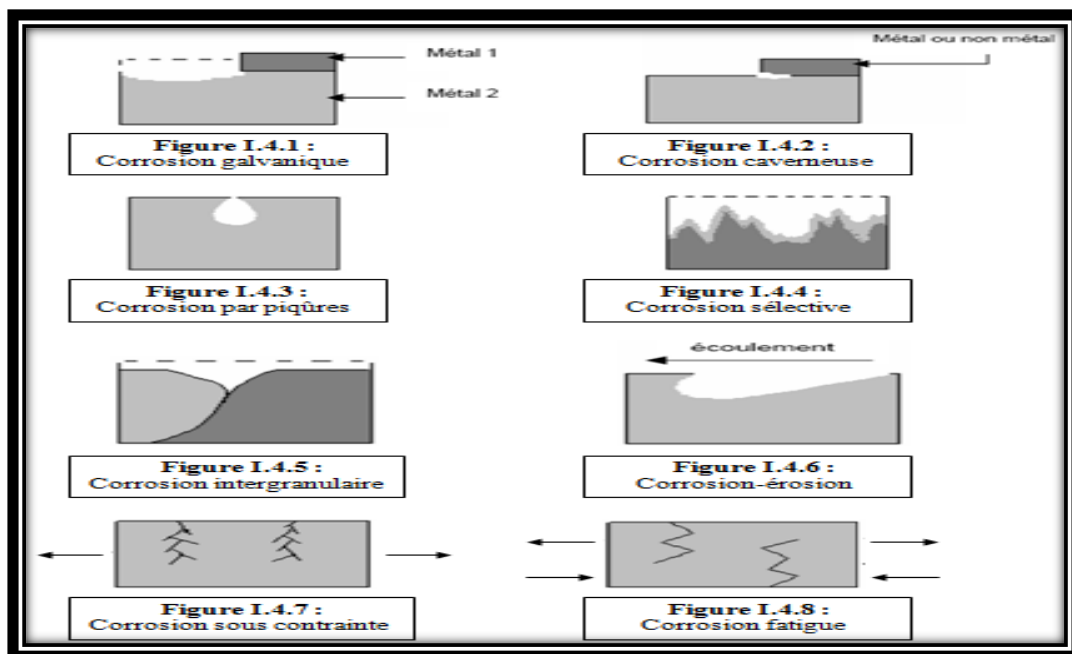 Métal 1
Métal 2
Figure I.4.1 :
Corrosion galvanique
Métal ou non métal
Figure I.4.2 :
Corrosion caverneuse
Figure I.4.3 :
Corrosion par piqûres
Figure I.4.4 :
Corrosion sélective
Figure I.4.5 :
Corrosion intergranulaire
écoulement
Figure I.4.6 :
Corrosion-érosion
Figure I.4.7 :
Corrosion sous contrainte
Figure I.4.8 :
Corrosion fatigue